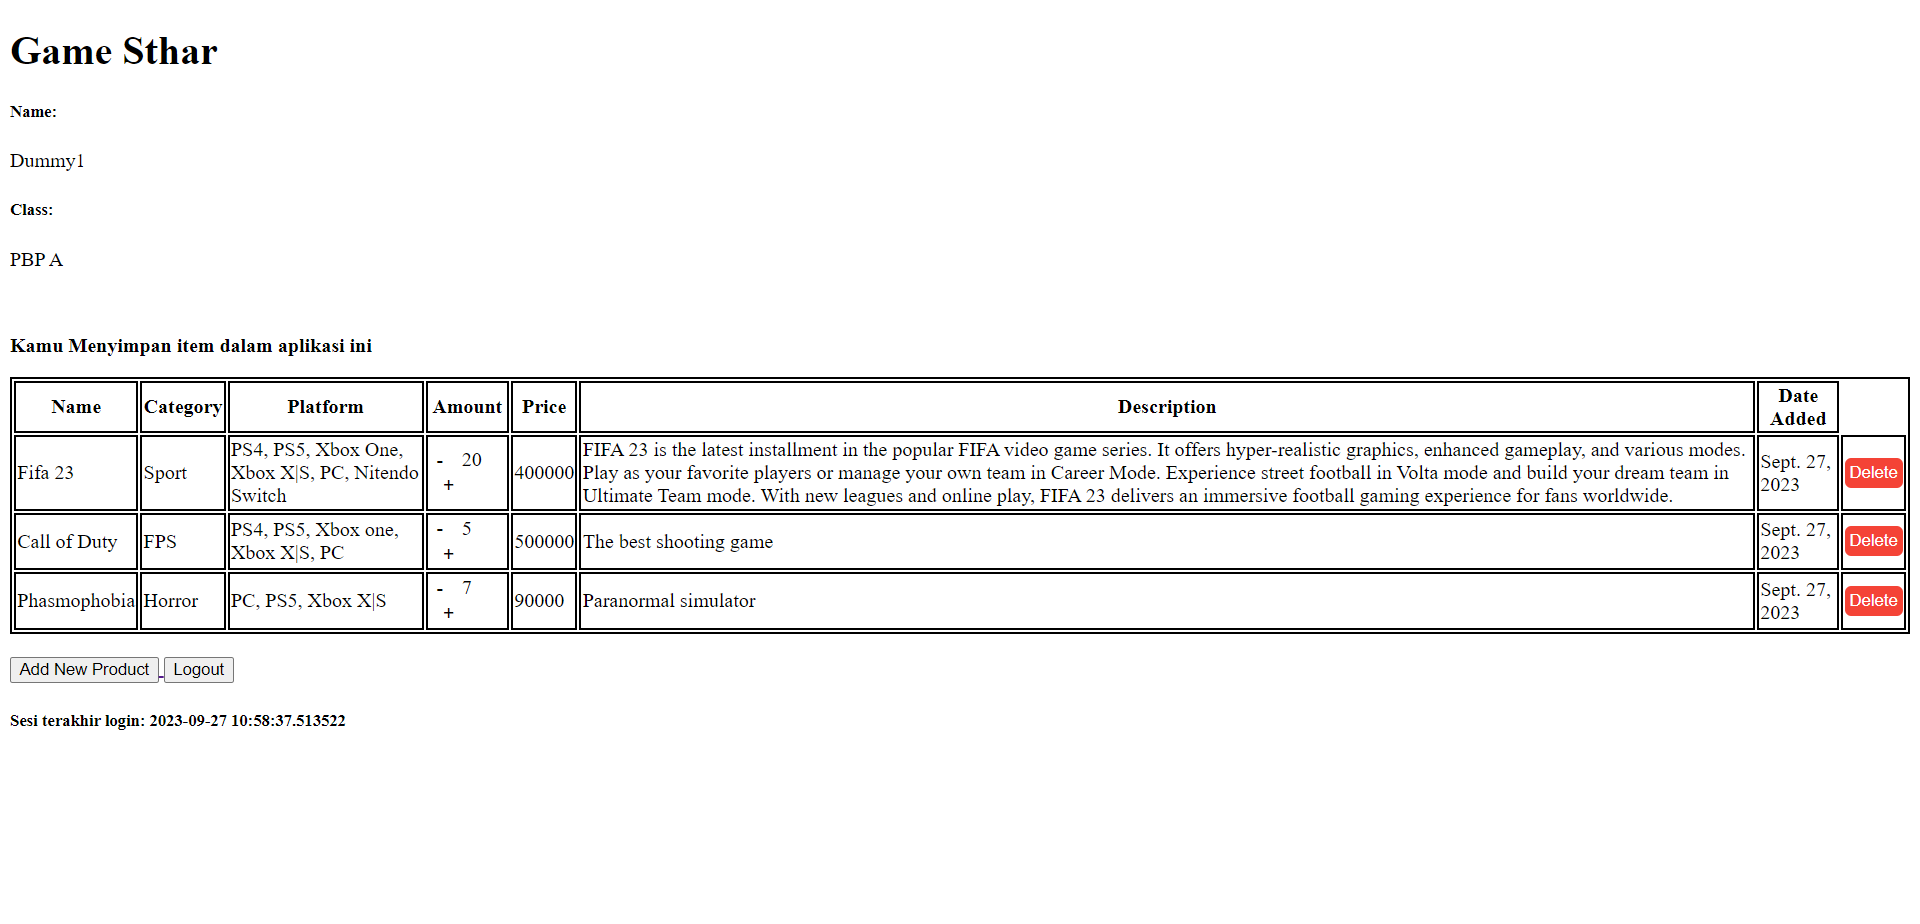 Game Sthar
Name:
Dummy1
Class:
PBP A
Kamu Menyimpan item dalam aplikasi ini
Name Category Platform Amount Price Description Date Added
Fifa 23 Sport PS4, PS5, Xbox One, Xbox X|S, PC, Nitendo Switch - 20 + 400000 FIFA 23 is the latest installment in the popular FIFA video game series. It offers hyper-realistic graphics, enhanced gameplay, and various modes. Play as your favorite players or manage your own team in Career Mode. Experience street football in Volta mode and build your dream team in Ultimate Team mode. With new leagues and online play, FIFA 23 delivers an immersive football gaming experience for fans worldwide. Sept. 27, 2023 Delete
Call of Duty FPS PS4, PS5, Xbox one, Xbox X|S, PC - 5 + 500000 The best shooting game Sept. 27, 2023 Delete
Phasmophobia Horror PC, PS5, Xbox X|S - 7 + 90000 Paranormal simulator Sept. 27, 2023 Delete
Add New Product Logout
Sesi terakhir login: 2023-09-27 10:58:37.513522